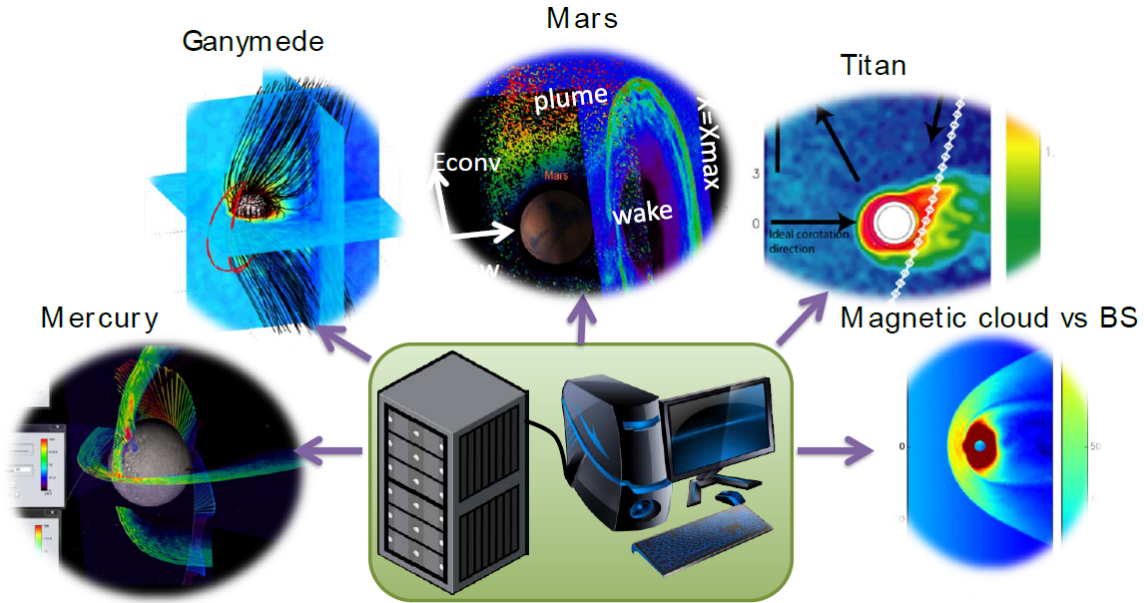 Mars
Ganymede
Titan
plume
X=Xmax
Econv
Mars
wake
1.
3
0
Ideal corotation
direction
Mercury
Magnetic cloud vs BS
0
50